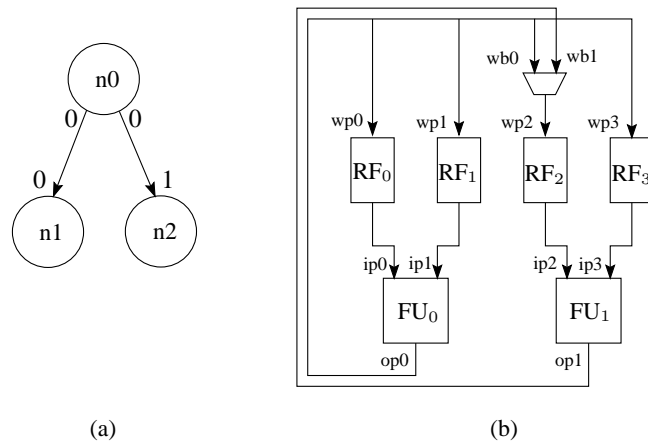 n0
0 0
0 1
n1 n2
(a)
wb0 wb1
wp0 wp1 wp2 wp3
RF₀ RF₁ RF₂ RF₃
ip0 ip1 ip2 ip3
FU₀ FU₁
op0 op1
(b)